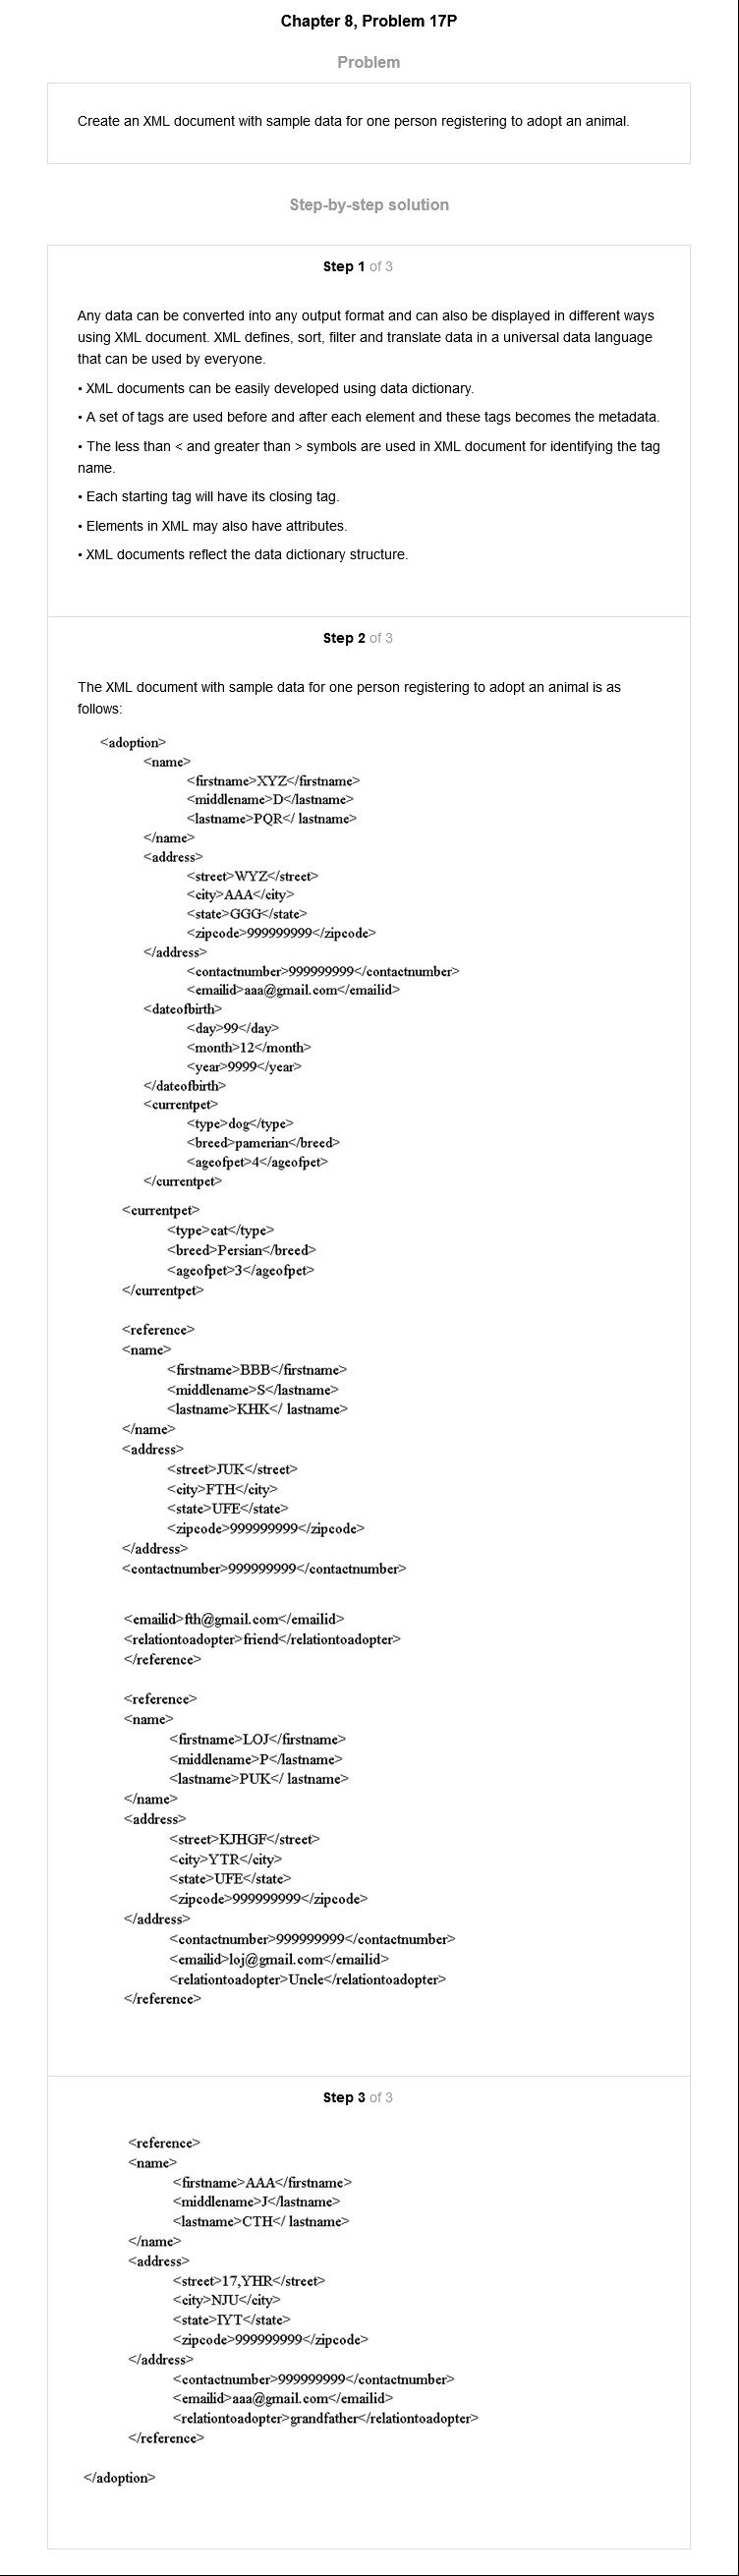 Chapter 8, Problem 17P
Problem
Create an XML document with sample data for one person registering to adopt an animal.
Step-by-step solution
Step 1 of 3
Any data can be converted into any output format and can also be displayed in different ways
using XML document. XML defines, sort, filter and translate data in a universal data language
that can be used by everyone.
• XML documents can be easily developed using data dictionary.
• A set of tags are used before and after each element and these tags becomes the metadata.
• The less than < and greater than > symbols are used in XML document for identifying the tag
name.
• Each starting tag will have its closing tag.
• Elements in XML may also have attributes.
• XML documents reflect the data dictionary structure.
Step 2 of 3
The XML document with sample data for one person registering to adopt an animal is as
follows:
<adoption>
<name>
<firstname>XYZ</firstname>
<middlename>D</lastname>
<lastname>PQR</ lastname>
</name>
<address>
<street>WYZ</street>
<city>AAA</city>
<state>GGG</state>
<zipcode>999999999</zipcode>
</address>
<contactnumber>999999999</contactnumber>
<emailid>aaa@gmail.com</emailid>
<dateofbirth>
<day>99</day>
<month>12</month>
<year>9999</year>
</dateofbirth>
<currentpet>
<type>dog</type>
<breed>pamerian</breed>
<ageofpet>4</ageofpet>
</currentpet>
<currentpet>
<type>cat</type>
<breed>Persian</breed>
<ageofpet>3</ageofpet>
</currentpet>
<reference>
<name>
<firstname>BBB</firstname>
<middlename>S</lastname>
<lastname>KHK</ lastname>
</name>
<address>
<street>JUK</street>
<city>FTH</city>
<state>UFE</state>
<zipcode>999999999</zipcode>
</address>
<contactnumber>999999999</contactnumber>
<emailid>fth@gmail.com</emailid>
<relationtoadopter>friend</relationtoadopter>
</reference>
<reference>
<name>
<firstname>LOJ</firstname>
<middlename>P</lastname>
<lastname>PUK</ lastname>
</name>
<address>
<street>KJHGF</street>
<city>YTR</city>
<state>UFE</state>
<zipcode>999999999</zipcode>
</address>
<contactnumber>999999999</contactnumber>
<emailid>loj@gmail.com</emailid>
<relationtoadopter>Uncle</relationtoadopter>
</reference>
Step 3 of 3
<reference>
<name>
<firstname>AAA</firstname>
<middlename>J</lastname>
<lastname>CTH</ lastname>
</name>
<address>
<street>17,YHR</street>
<city>NJU</city>
<state>IYT</state>
<zipcode>999999999</zipcode>
</address>
<contactnumber>999999999</contactnumber>
<emailid>aaa@gmail.com</emailid>
<relationtoadopter>grandfather</relationtoadopter>
</reference>
</adoption>